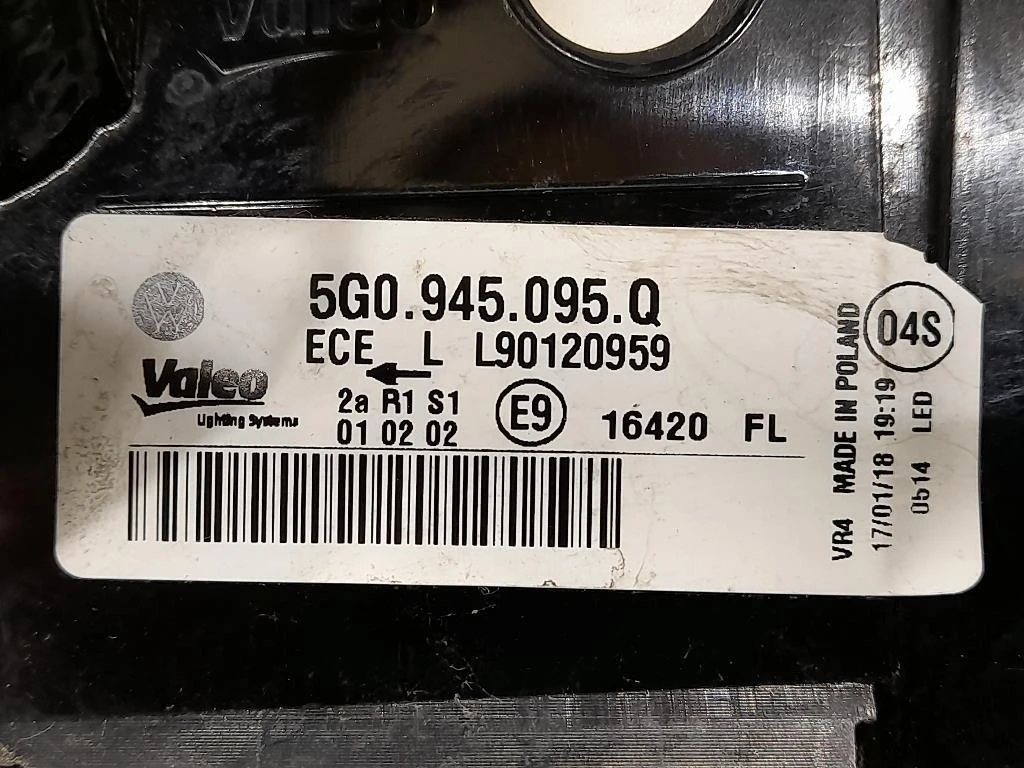 Valeo
5G0.945.095.Q
ECE L L90120959
Valeo
Lighting Systems
2a R1 S1
01 02 02
E9
16420 FL
04S
VR4 MADE IN POLAND
17/01/18 19:19
0514 LED